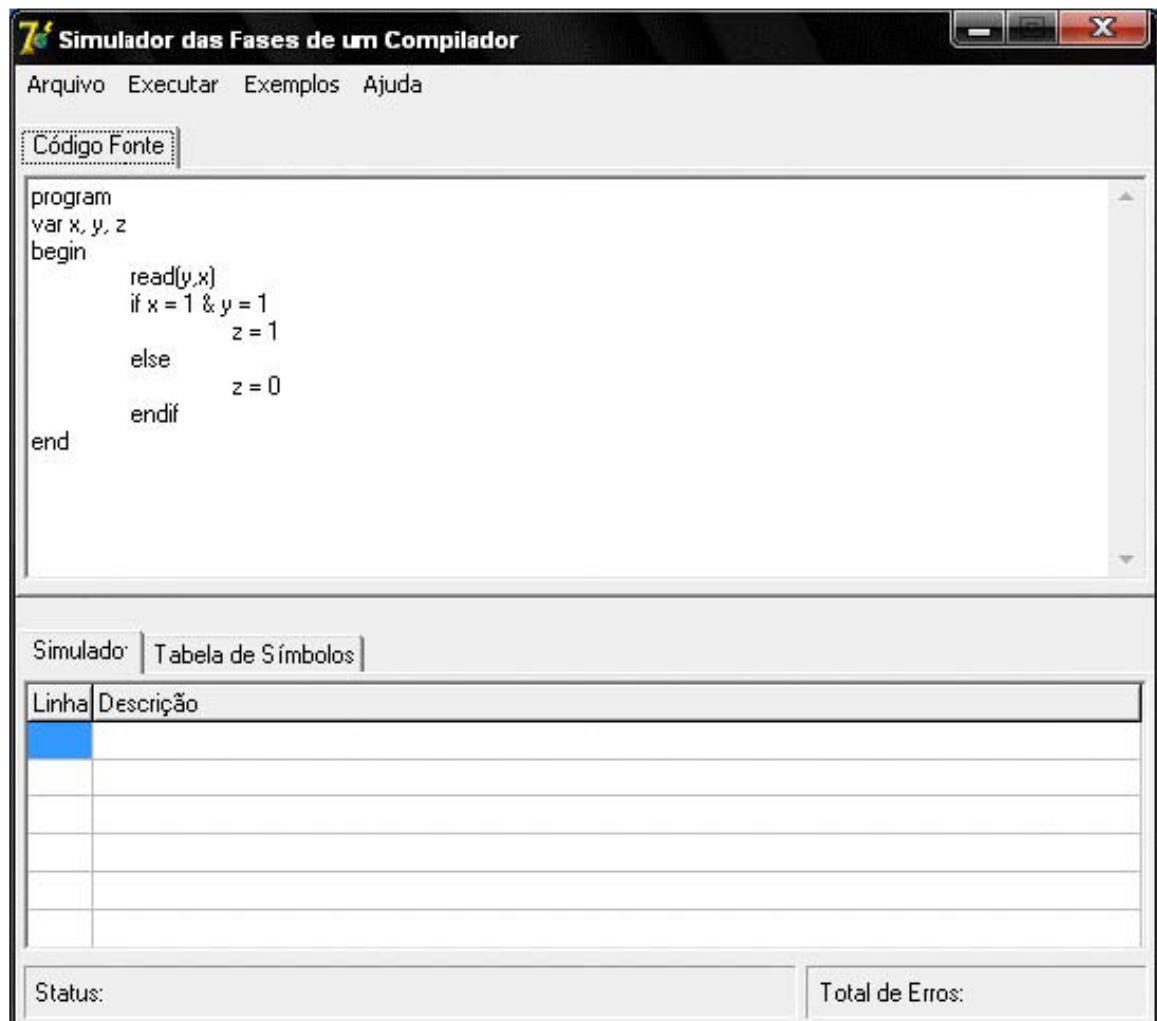 Simulador das Fases de um Compilador
Arquivo Executar Exemplos Ajuda
Código Fonte
program
var x, y, z
begin
read(y,x)
if x = 1 & y = 1
z = 1
else
z = 0
endif
end
Simulador Tabela de Símbolos
Linha Descrição
Status: Total de Erros: